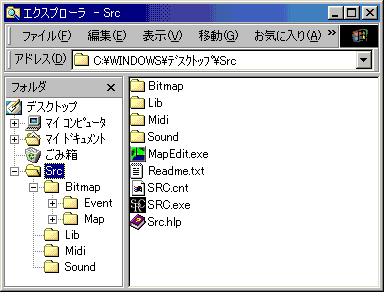 エクスプローラ - Src
ファイル(F) 編集(E) 表示(V) 移動(G) お気に入り(A) »
アドレス(D) C:¥WINDOWS¥ﾃﾞｽｸﾄｯﾌﾟ¥Src
フォルダ
デスクトップ
マイ コンピュータ
マイ ドキュメント
ごみ箱
Src
Bitmap
Event
Map
Lib
Midi
Sound
Bitmap
Lib
Midi
Sound
MapEdit.exe
Readme.txt
SRC.cnt
SRC.exe
Src.hlp